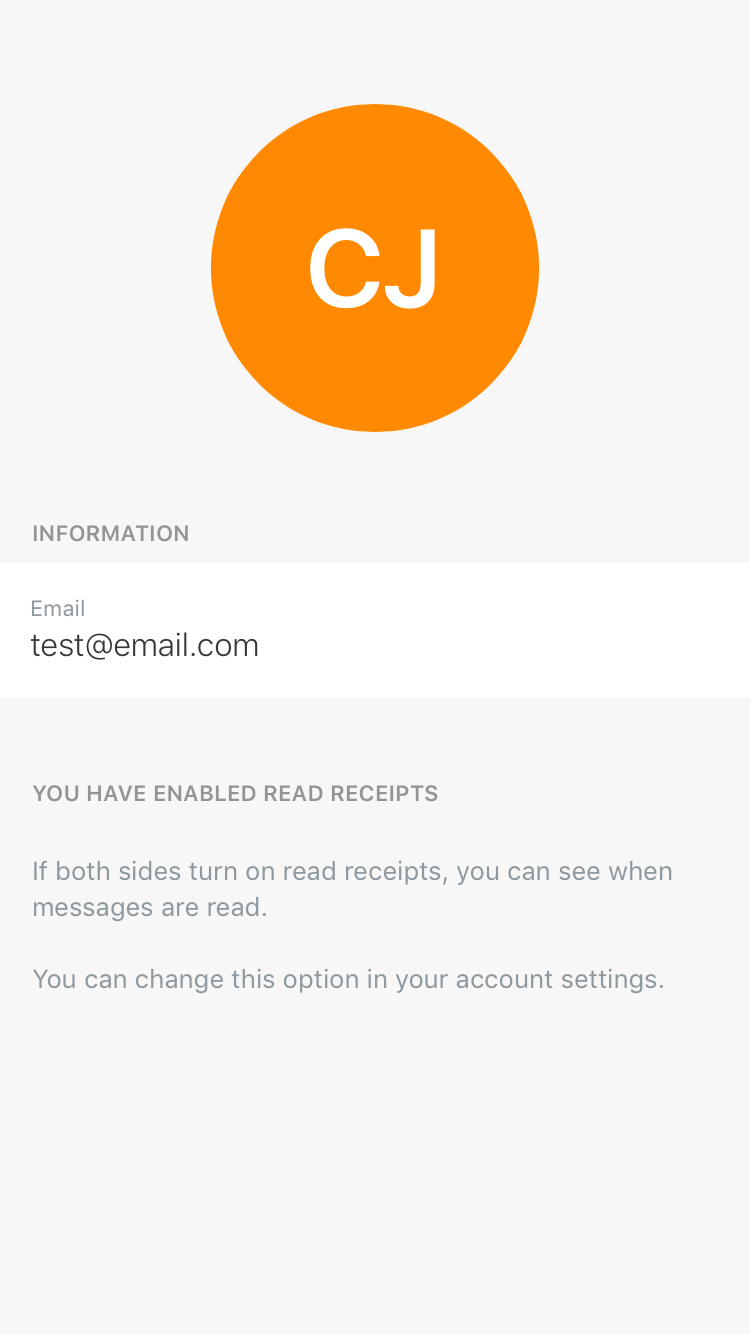 CJ
INFORMATION
Email
test@email.com
YOU HAVE ENABLED READ RECEIPTS
If both sides turn on read receipts, you can see when
messages are read.
You can change this option in your account settings.